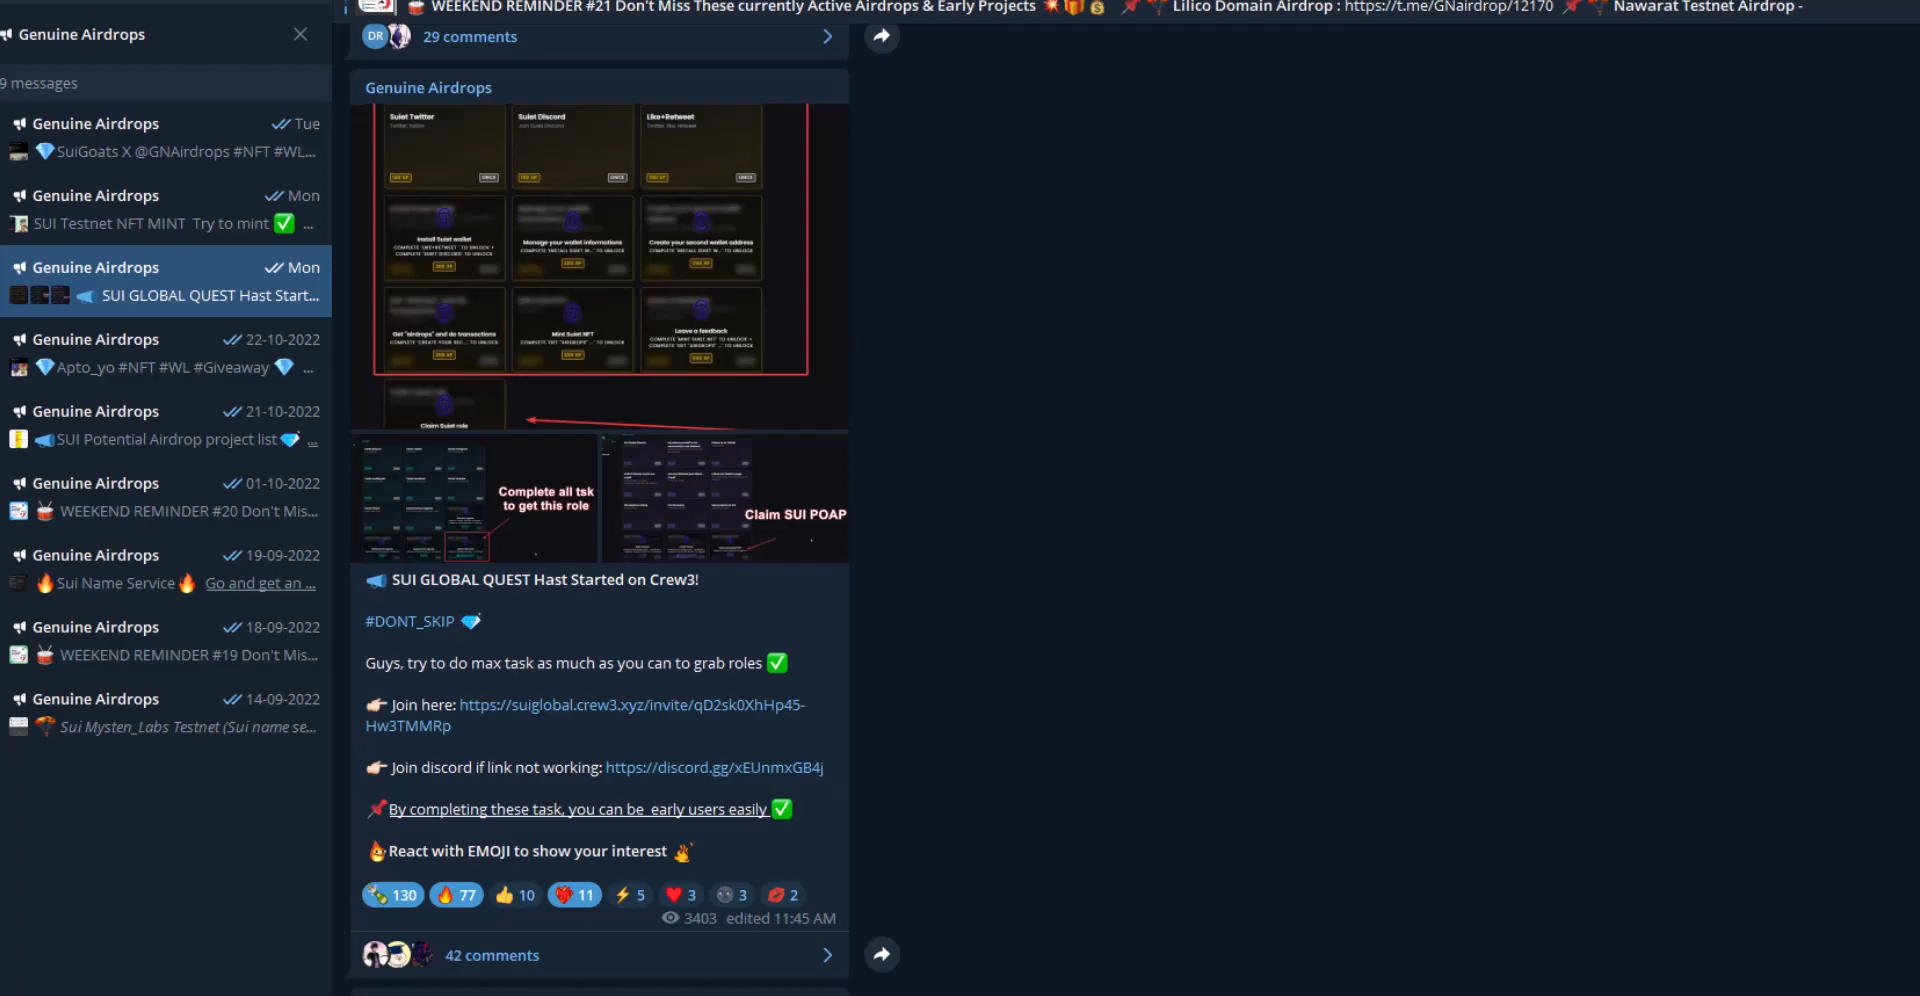 WEEKEND REMINDER #21 Don't Miss These currently Active Airdrops & Early Projects 💥🎁💰 📌🪂 Lilico Domain Airdrop : https://t.me/GNairdrop/12170 📌🪂 Nawarat Testnet Airdrop -
Genuine Airdrops
9 messages
Genuine Airdrops Tue
💎SuiGoats X @GNAirdrops #NFT #WL...
Genuine Airdrops Mon
SUI Testnet NFT MINT Try to mint ✅ ...
Genuine Airdrops Mon
📣 SUI GLOBAL QUEST Hast Start...
Genuine Airdrops 22-10-2022
💎Apto_yo #NFT #WL #Giveaway 💎 ...
Genuine Airdrops 21-10-2022
📣SUI Potential Airdrop project list💎 ...
Genuine Airdrops 01-10-2022
🥁 WEEKEND REMINDER #20 Don't Mis...
Genuine Airdrops 19-09-2022
🔥Sui Name Service🔥 Go and get an ...
Genuine Airdrops 18-09-2022
🥁 WEEKEND REMINDER #19 Don't Mis...
Genuine Airdrops 14-09-2022
🪂 Sui Mysten_Labs Testnet (Sui name se...
DR 29 comments
Genuine Airdrops
Suiet Twitter
Suiet Discord
Like+Retweet
ONCE
ONCE
ONCE
Install Suiet wallet
Manage your wallet informations
Create your second wallet address
Get "airdrops" and do transactions
Mint Suiet NFT
Leave a feedback
Claim Suiet role
Complete all tsk
to get this role
Claim SUI POAP
📣 SUI GLOBAL QUEST Hast Started on Crew3!
#DONT_SKIP 💎
Guys, try to do max task as much as you can to grab roles ✅
👉🏻 Join here: https://suiglobal.crew3.xyz/invite/qD2sk0XhHp45-
Hw3TMMRp
👉🏻 Join discord if link not working: https://discord.gg/xEUnmxGB4j
📌By completing these task, you can be early users easily ✅
🔥React with EMOJI to show your interest
130 77 10 11 5 3 3 2
3403 edited 11:45 AM
42 comments